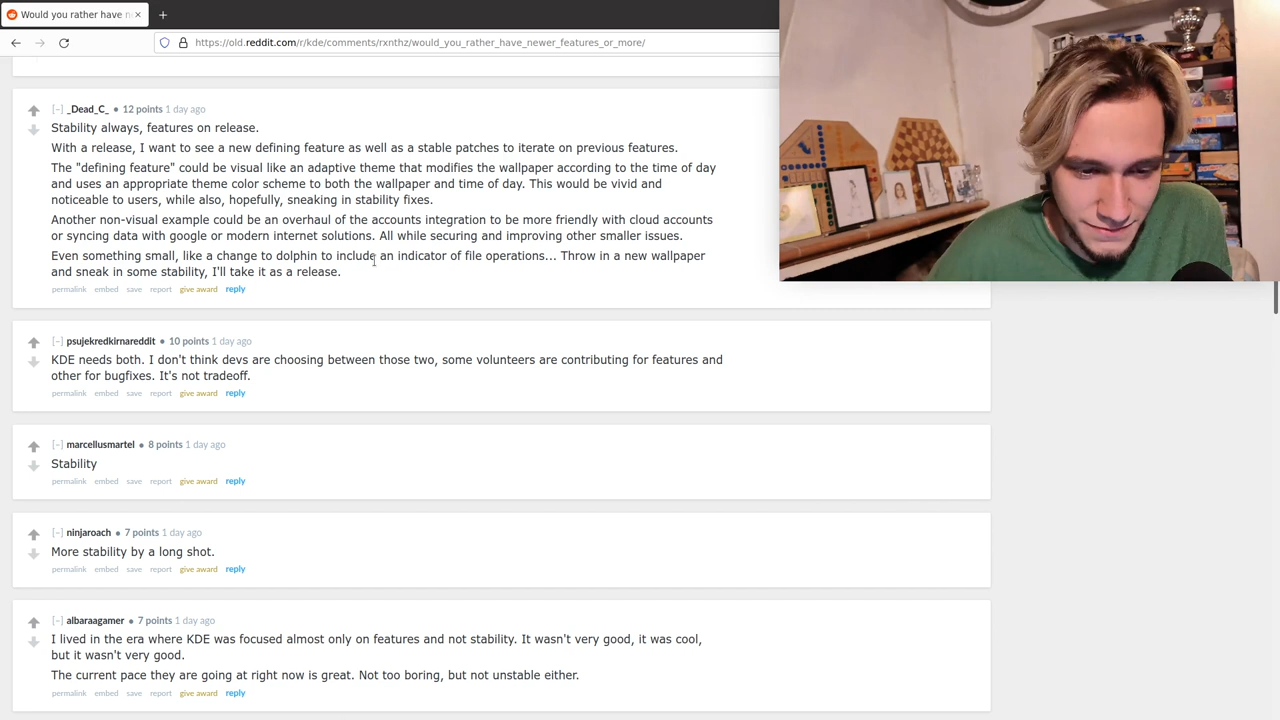 Would you rather have n
https://old.reddit.com/r/kde/comments/rxnthz/would_you_rather_have_newer_features_or_more/
[–] _Dead_C_ • 12 points 1 day ago
Stability always, features on release.
With a release, I want to see a new defining feature as well as a stable patches to iterate on previous features.
The "defining feature" could be visual like an adaptive theme that modifies the wallpaper according to the time of day
and uses an appropriate theme color scheme to both the wallpaper and time of day. This would be vivid and
noticeable to users, while also, hopefully, sneaking in stability fixes.
Another non-visual example could be an overhaul of the accounts integration to be more friendly with cloud accounts
or syncing data with google or modern internet solutions. All while securing and improving other smaller issues.
Even something small, like a change to dolphin to include an indicator of file operations... Throw in a new wallpaper
and sneak in some stability, I'll take it as a release.
permalink embed save report give award reply
[–] psujekredkirnareddit • 10 points 1 day ago
KDE needs both. I don't think devs are choosing between those two, some volunteers are contributing for features and
other for bugfixes. It's not tradeoff.
permalink embed save report give award reply
[–] marcellusmartel • 8 points 1 day ago
Stability
permalink embed save report give award reply
[–] ninjaroach • 7 points 1 day ago
More stability by a long shot.
permalink embed save report give award reply
[–] albaraagamer • 7 points 1 day ago
I lived in the era where KDE was focused almost only on features and not stability. It wasn't very good, it was cool,
but it wasn't very good.
The current pace they are going at right now is great. Not too boring, but not unstable either.
permalink embed save report give award reply